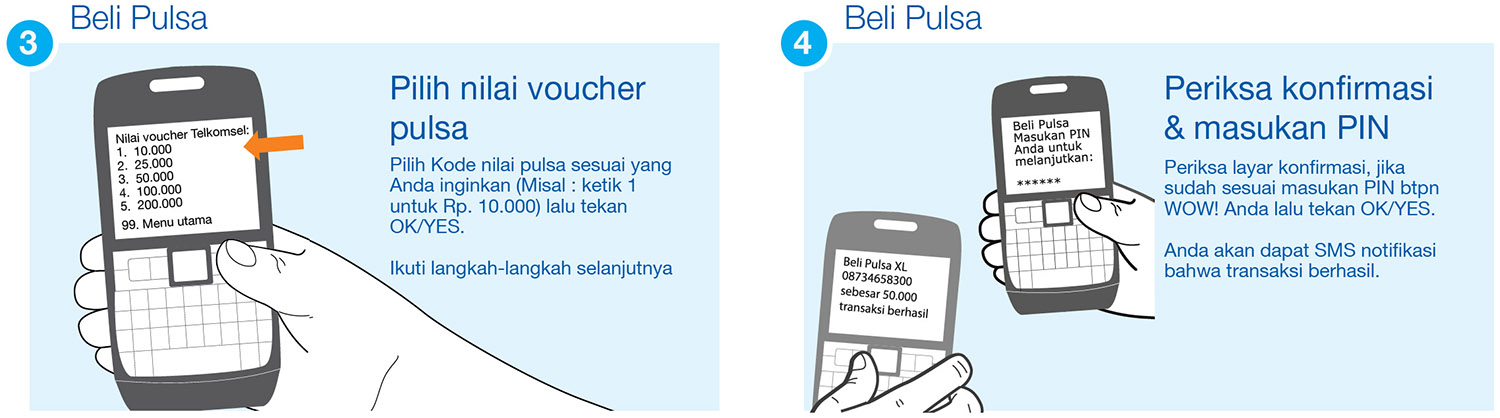 Beli Pulsa
3
Nilai voucher Telkomsel:
1. 10.000
2. 25.000
3. 50.000
4. 100.000
5. 200.000
99. Menu utama
Pilih nilai voucher
pulsa
Pilih Kode nilai pulsa sesuai yang
Anda inginkan (Misal : ketik 1
untuk Rp. 10.000) lalu tekan
OK/YES.
Ikuti langkah-langkah selanjutnya
Beli Pulsa
4
Beli Pulsa
Masukan PIN
Anda untuk
melanjutkan:
******
Beli Pulsa XL
08734658300
sebesar 50.000
transaksi berhasil
Periksa konfirmasi
& masukan PIN
Periksa layar konfirmasi, jika
sudah sesuai masukan PIN btpn
WOW! Anda lalu tekan OK/YES.
Anda akan dapat SMS notifikasi
bahwa transaksi berhasil.